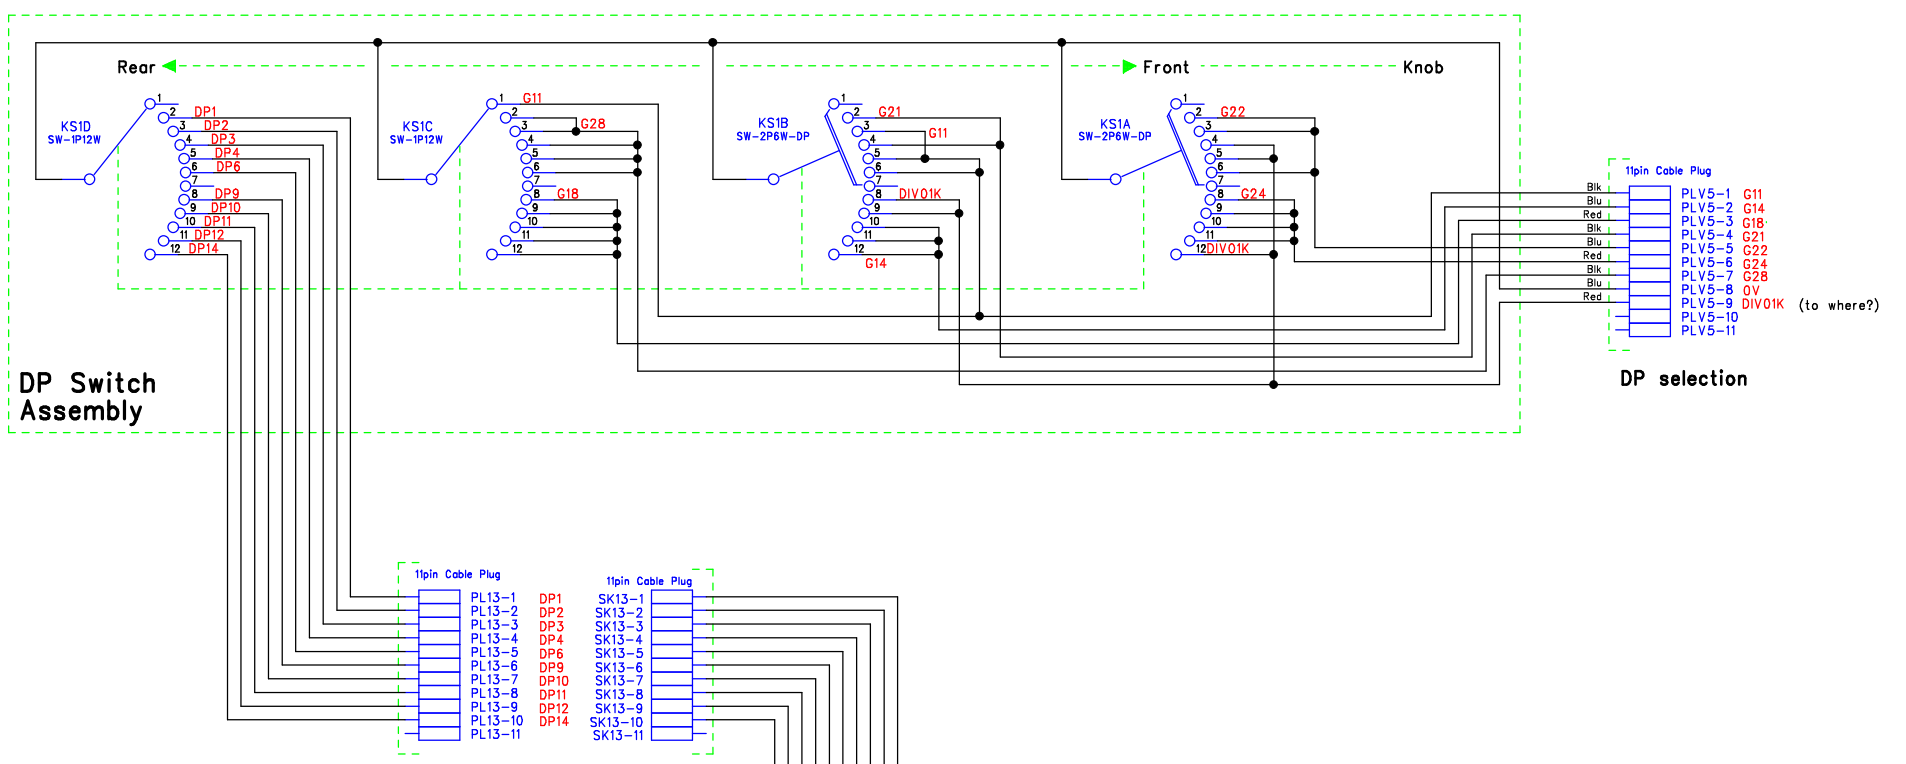 Rear
Front
Knob
KS1D
SW-1P12W
1
2
3
4
5
6
7
8
9
10
11
12
DP1
DP2
DP3
DP4
DP6
DP9
DP10
DP11
DP12
DP14
KS1C
SW-1P12W
1
2
3
4
5
6
7
8
9
10
11
12
G11
G28
G18
KS1B
SW-2P6W-DP
1
2
3
4
5
6
7
8
9
10
11
12
G21
G11
DIV01K
G14
KS1A
SW-2P6W-DP
1
2
3
4
5
6
7
8
9
10
11
12
G22
G24
DIV01K
11pin Cable Plug
Blk PLV5-1 G11
Blu PLV5-2 G14
Red PLV5-3 G18
Blk PLV5-4 G21
Blu PLV5-5 G22
Red PLV5-6 G24
Blk PLV5-7 G28
Blu PLV5-8 0V
Red PLV5-9 DIV01K (to where?)
PLV5-10
PLV5-11
DP selection
DP Switch
Assembly
11pin Cable Plug
PL13-1 DP1
PL13-2 DP2
PL13-3 DP3
PL13-4 DP4
PL13-5 DP6
PL13-6 DP9
PL13-7 DP10
PL13-8 DP11
PL13-9 DP12
PL13-10 DP14
PL13-11
11pin Cable Plug
SK13-1
SK13-2
SK13-3
SK13-4
SK13-5
SK13-6
SK13-7
SK13-8
SK13-9
SK13-10
SK13-11